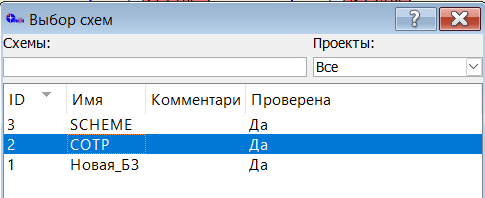 Выбор схем
Схемы: Проекты:
Все
ID Имя Комментари Проверена
3 SCHEME Да
2 СОТР Да
1 Новая_БЗ Да